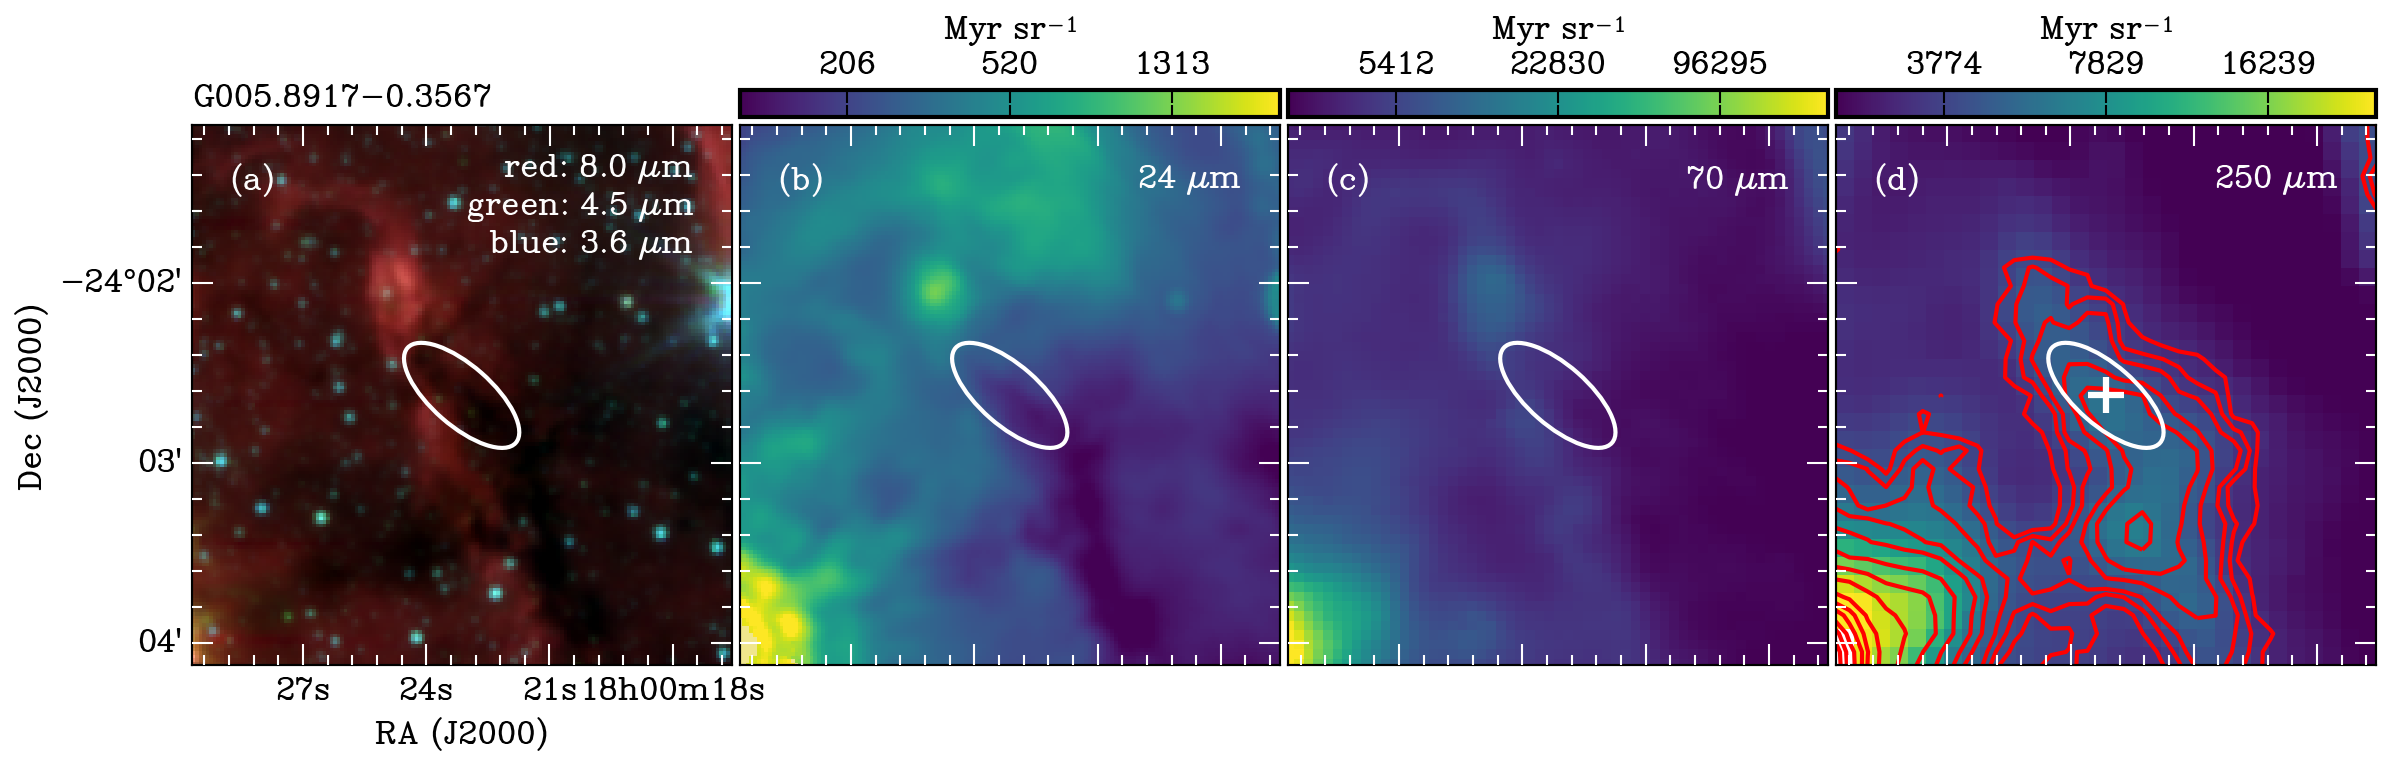 Myr sr⁻¹
206 520 1313
Myr sr⁻¹
5412 22830 96295
Myr sr⁻¹
3774 7829 16239
G005.8917−0.3567
(a)
red: 8.0 μm
green: 4.5 μm
blue: 3.6 μm
(b)
24 μm
(c)
70 μm
(d)
250 μm
Dec (J2000)
−24°02'
03'
04'
27s 24s 21s 18h00m18s
RA (J2000)